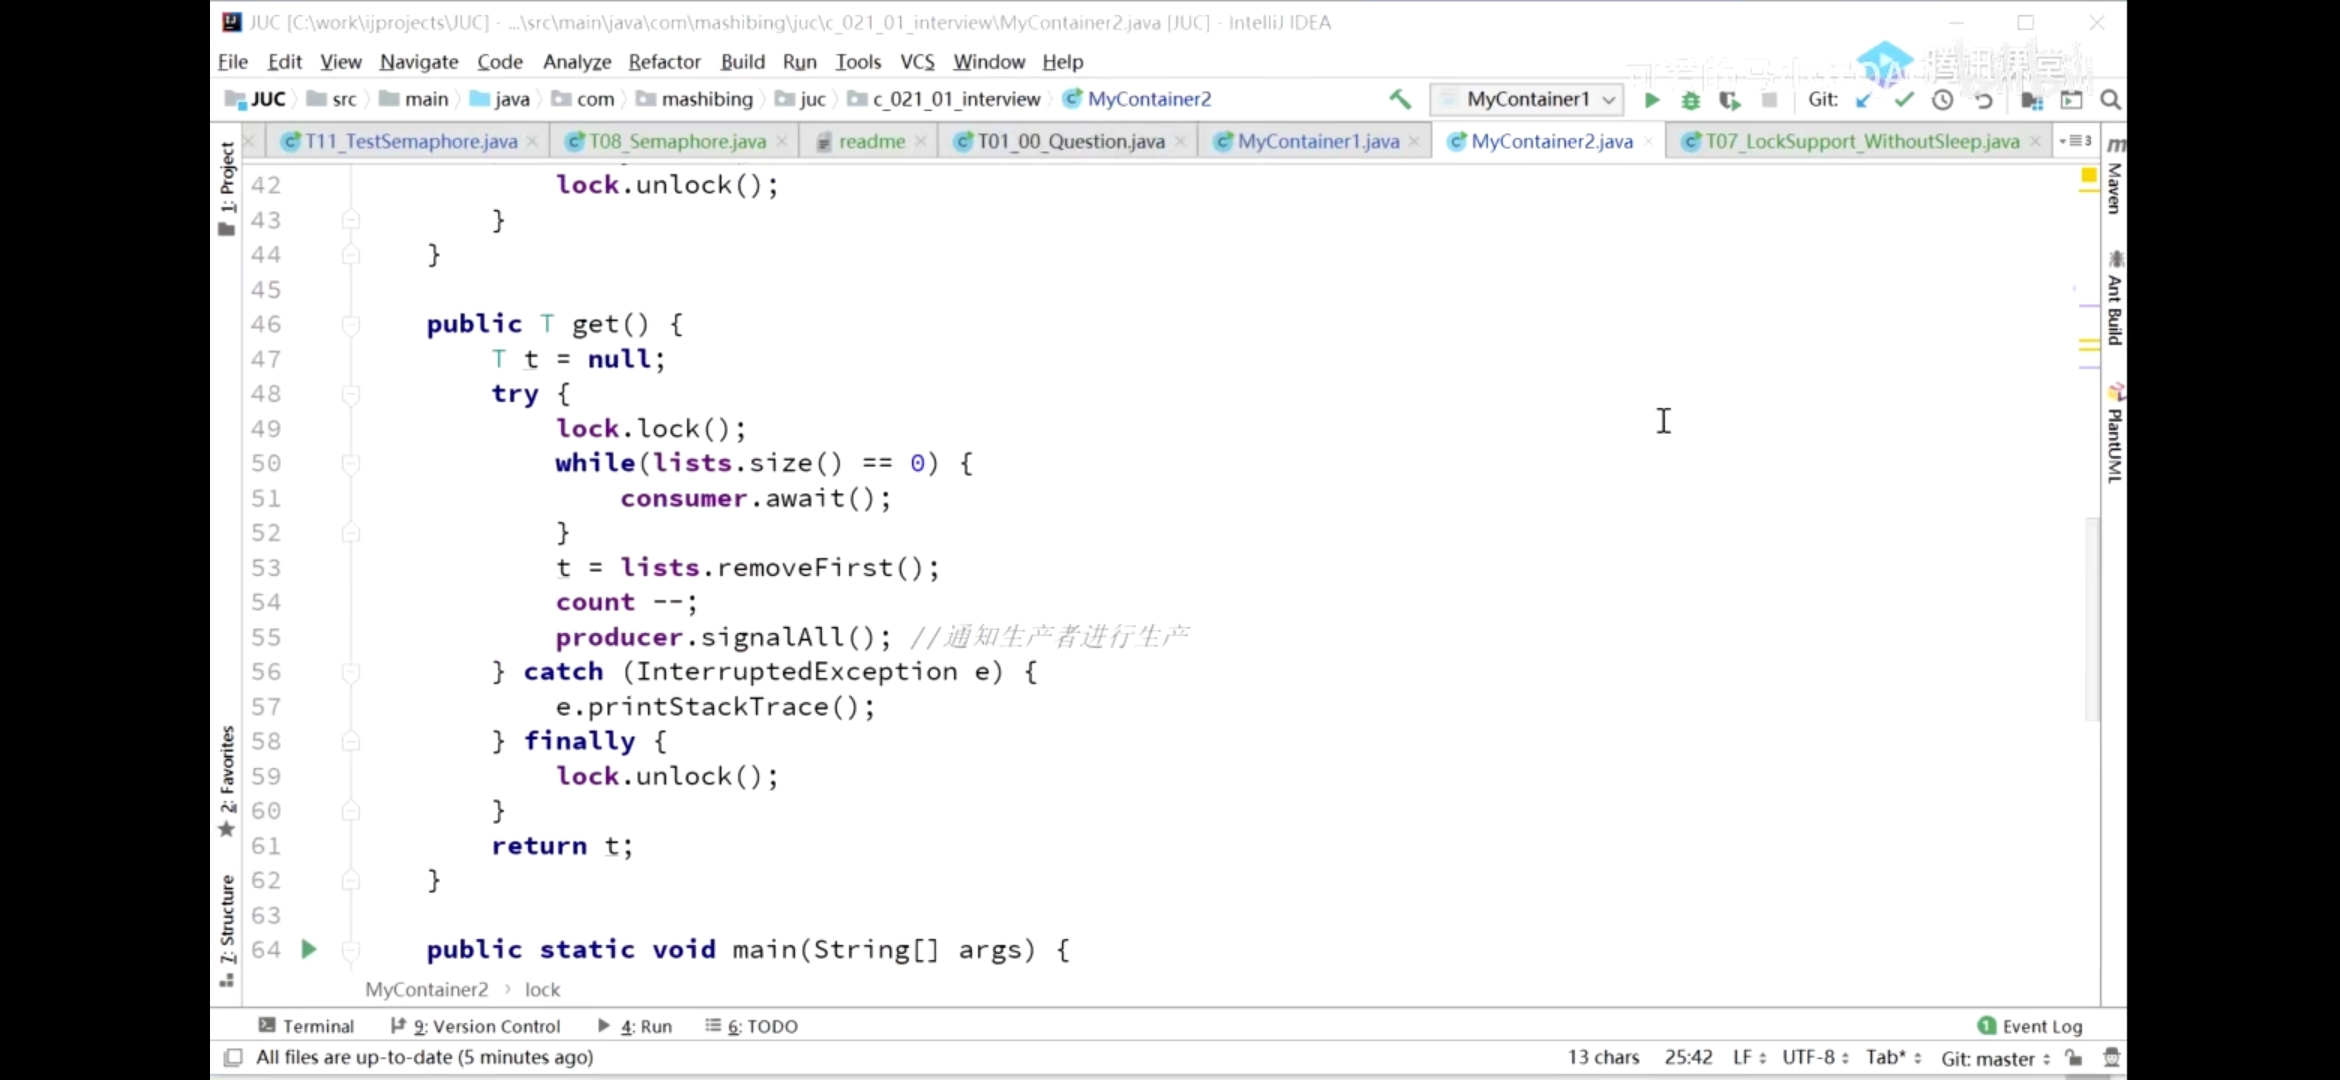 JUC [C:\work\ijprojects\JUC] - ...\src\main\java\com\mashibing\juc\c_021_01_interview\MyContainer2.java [JUC] - IntelliJ IDEA
File Edit View Navigate Code Analyze Refactor Build Run Tools VCS Window Help
腾讯课堂
JUC src main java com mashibing juc c_021_01_interview MyContainer2 MyContainer1 Git:
T11_TestSemaphore.java T08_Semaphore.java readme T01_00_Question.java MyContainer1.java MyContainer2.java T07_LockSupport_WithoutSleep.java 3
1: Project
2: Favorites
7: Structure
42 lock.unlock();
43 }
44 }
45
46 public T get() {
47 T t = null;
48 try {
49 lock.lock();
50 while(lists.size() == 0) {
51 consumer.await();
52 }
53 t = lists.removeFirst();
54 count --;
55 producer.signalAll(); //通知生产者进行生产
56 } catch (InterruptedException e) {
57 e.printStackTrace();
58 } finally {
59 lock.unlock();
60 }
61 return t;
62 }
63
64 public static void main(String[] args) {
m Maven
Ant Build
PlantUML
MyContainer2 › lock
Terminal 9: Version Control 4: Run 6: TODO 1 Event Log
All files are up-to-date (5 minutes ago) 13 chars 25:42 LF UTF-8 Tab* Git: master